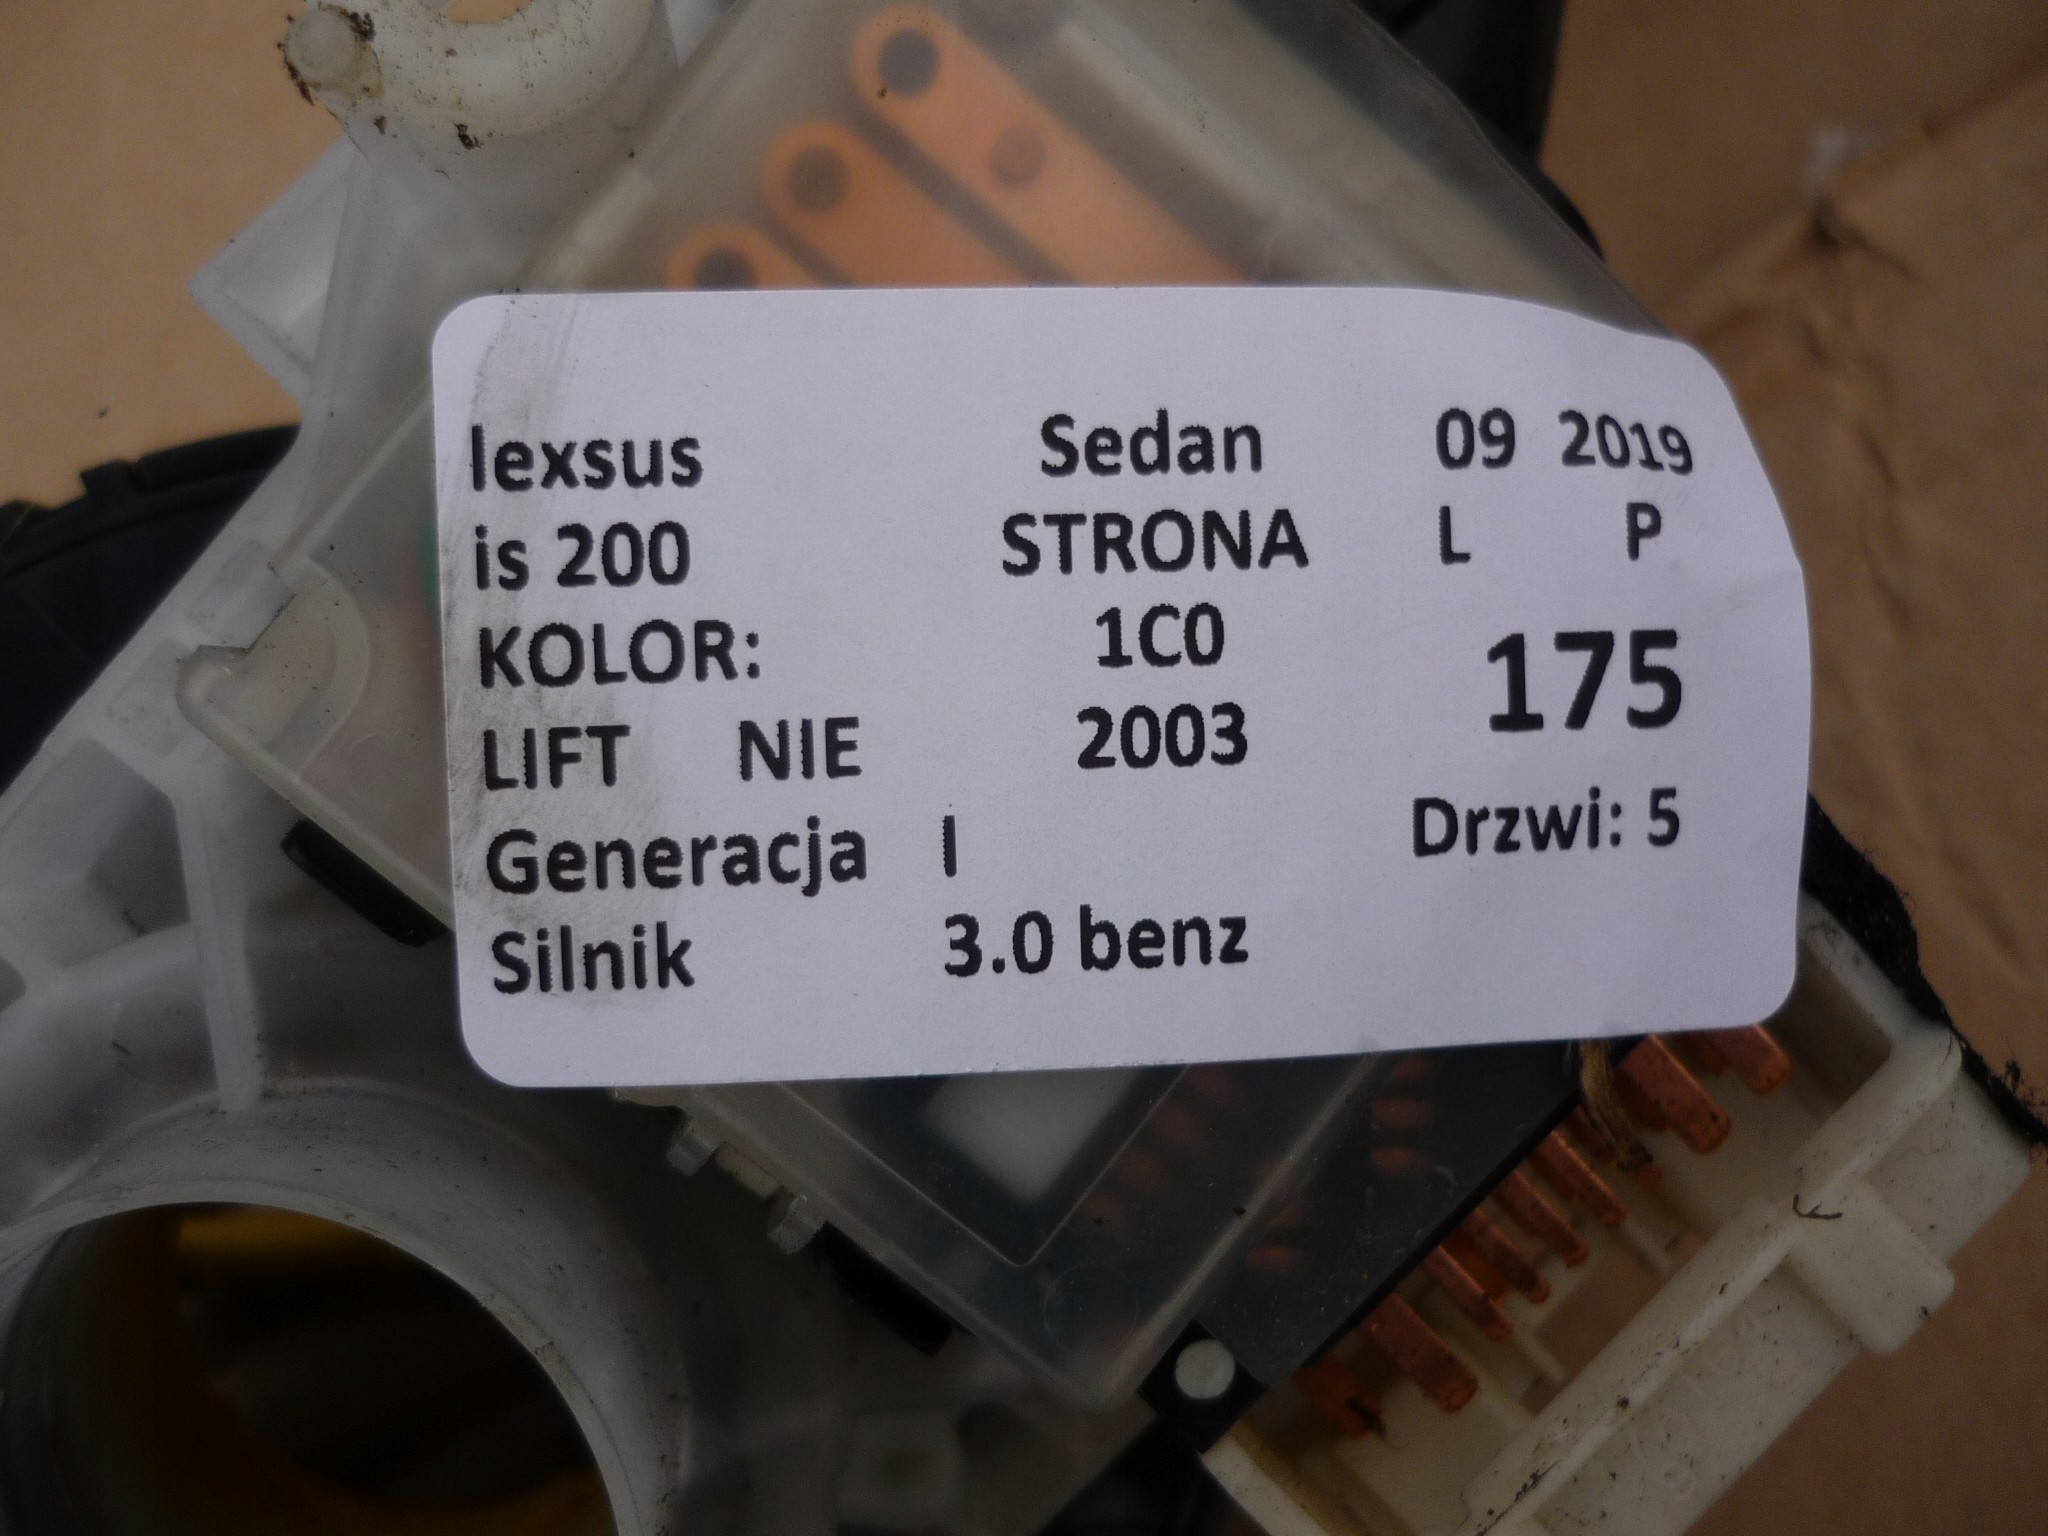 lexsus Sedan 09 2019
is 200 STRONA L P
KOLOR: 1C0 175
LIFT NIE 2003
Generacja I Drzwi: 5
Silnik 3.0 benz